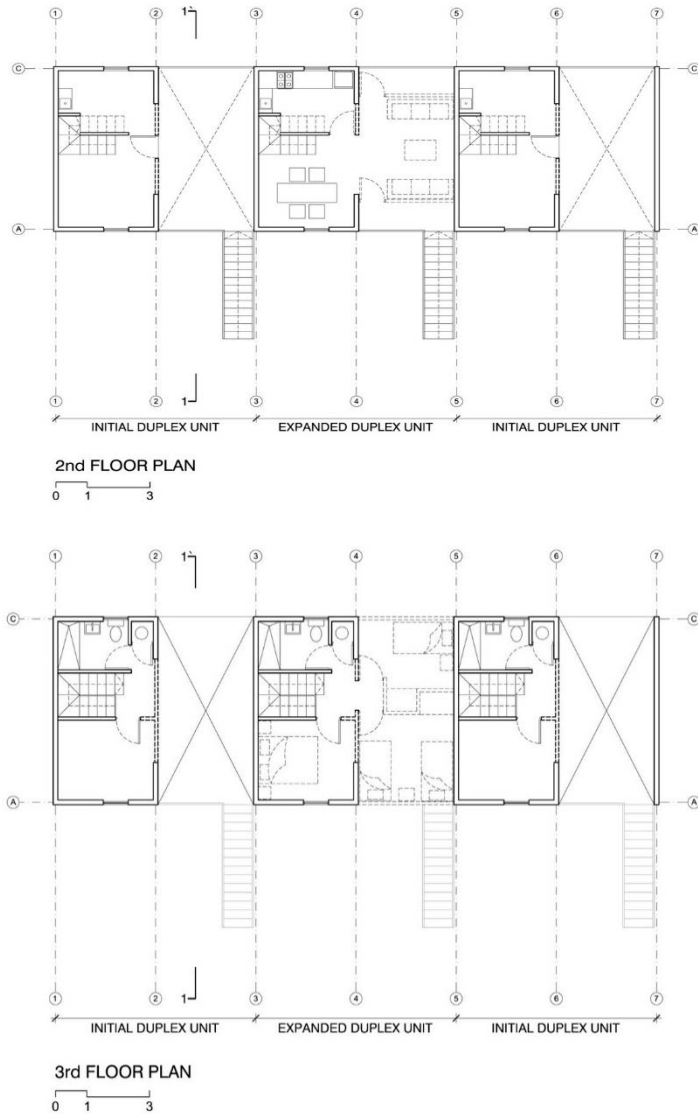 1 2 1' 3 4 5 6 7
C C
A A
1 2 1 3 4 5 6 7
INITIAL DUPLEX UNIT EXPANDED DUPLEX UNIT INITIAL DUPLEX UNIT
2nd FLOOR PLAN
0 1 3
1 2 1' 3 4 5 6 7
C C
A A
1 2 1 3 4 5 6 7
INITIAL DUPLEX UNIT EXPANDED DUPLEX UNIT INITIAL DUPLEX UNIT
3rd FLOOR PLAN
0 1 3